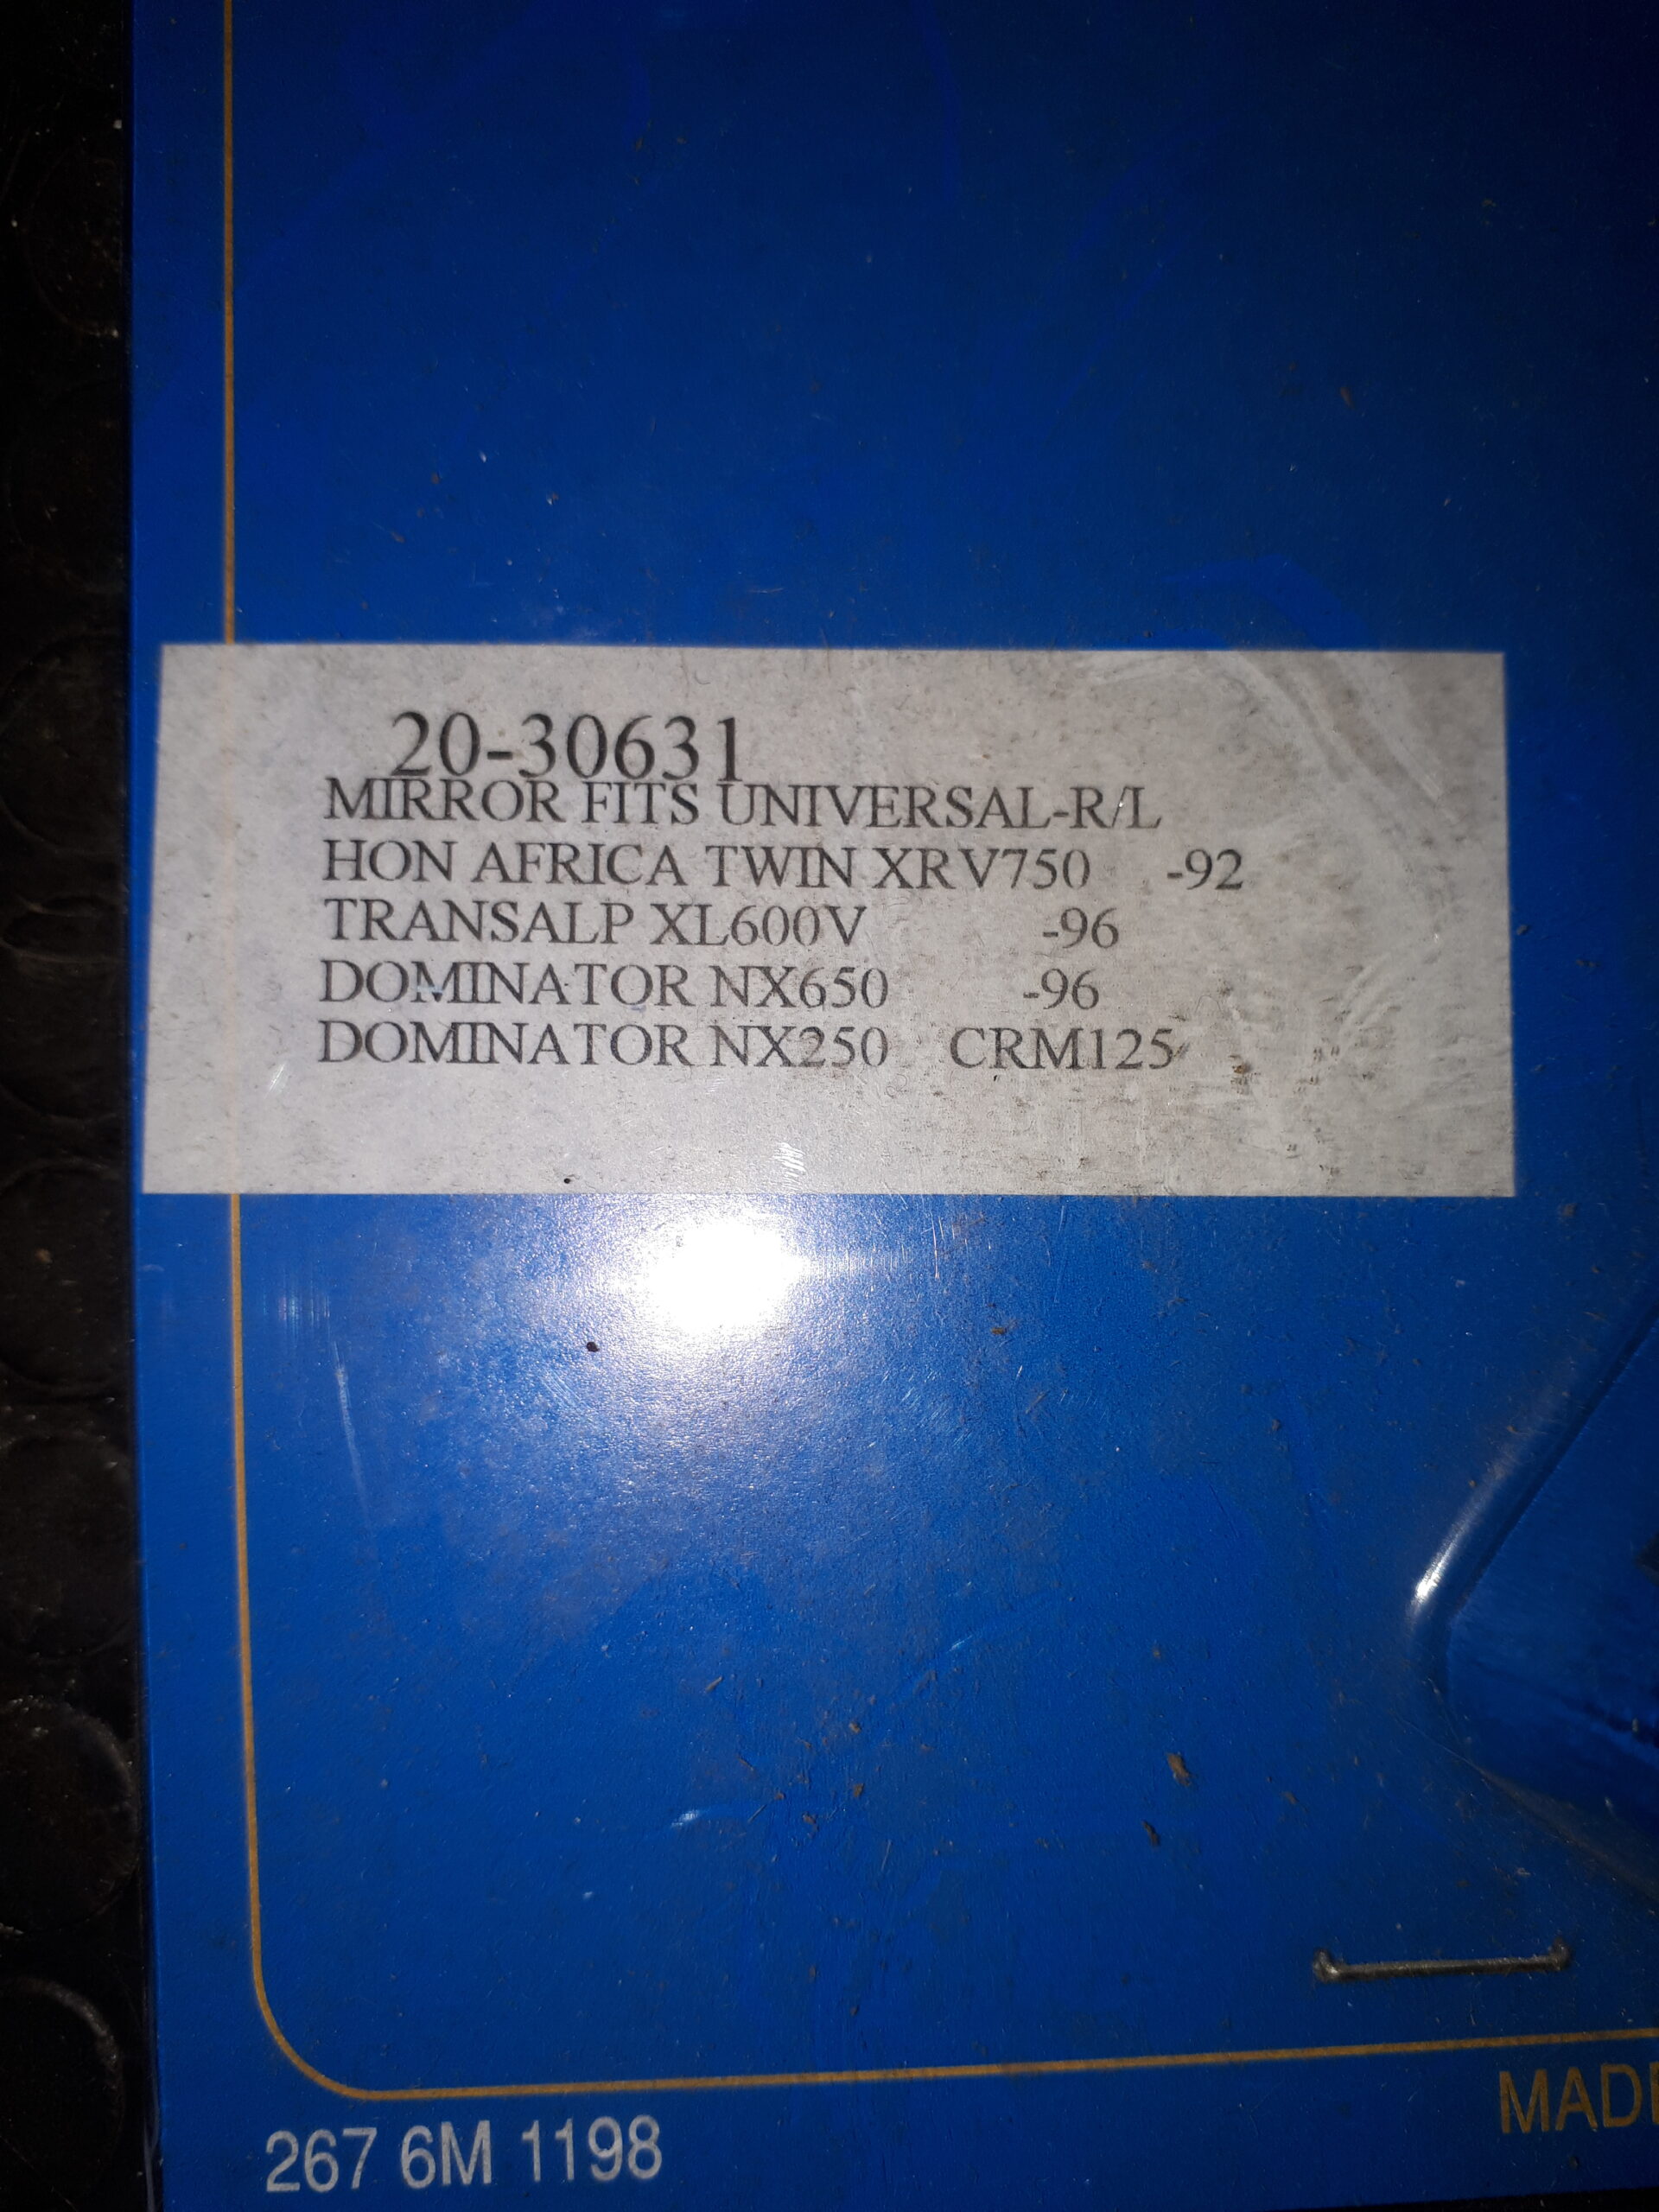 20-30631
MIRROR FITS UNIVERSAL-R/L
HON AFRICA TWIN XRV750 -92
TRANSALP XL600V -96
DOMINATOR NX650 -96
DOMINATOR NX250 CRM125
267 6M 1198